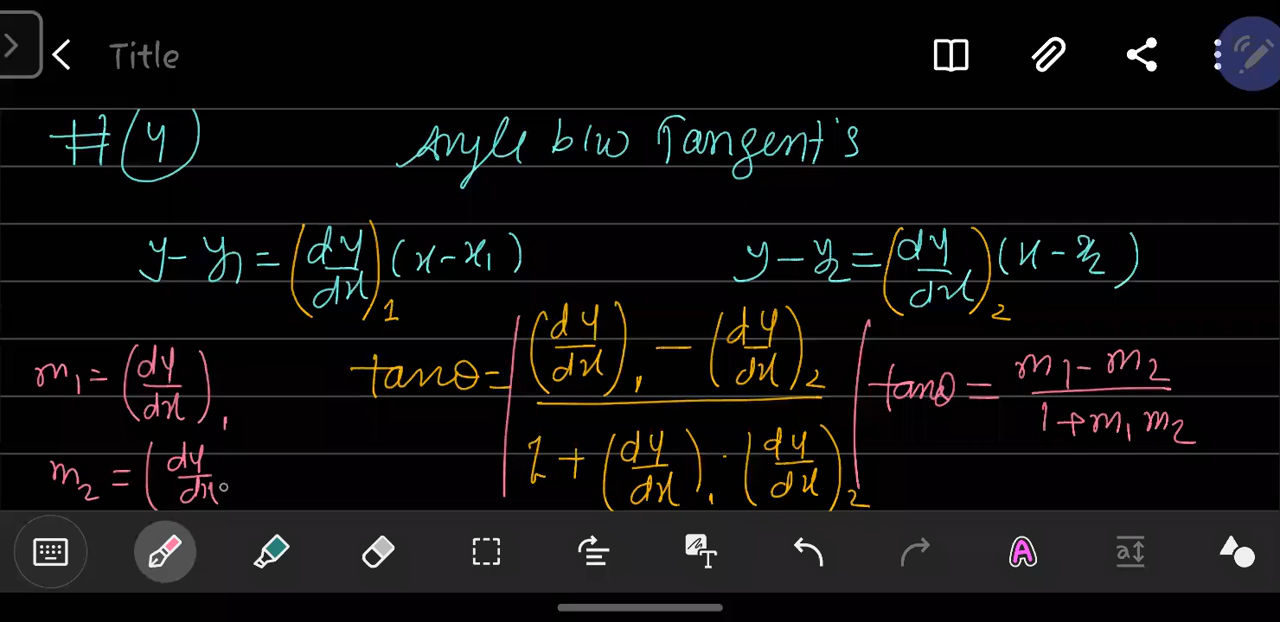 Title
#(4) Angle b/w Tangent's
y - y₁ = (dy/dx)₁ (x - x₁) y - y₂ = (dy/dx)₂ (x - x₂)
m₁ = (dy/dx)₁ tanθ = | ((dy/dx)₁ - (dy/dx)₂) / (1 + (dy/dx)₁ · (dy/dx)₂) | tanθ = (m₁ - m₂) / (1 + m₁ m₂)
m₂ = (dy/dx